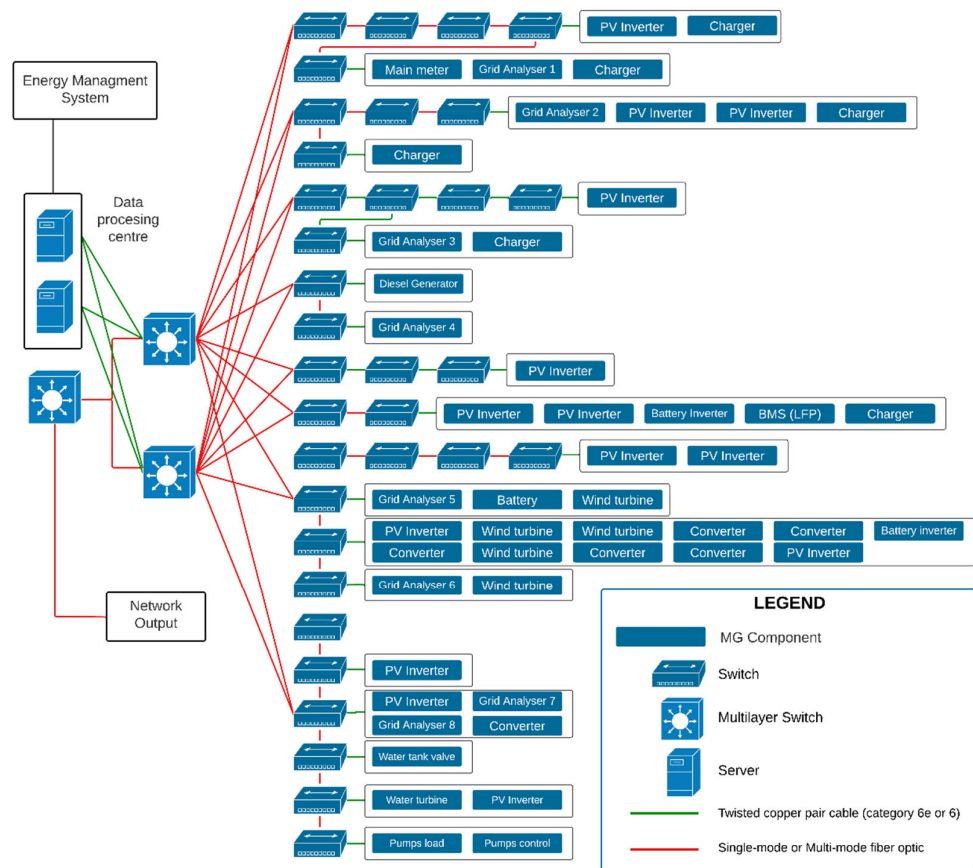 PV Inverter Charger
Main meter Grid Analyser 1 Charger
Energy Managment
System
Grid Analyser 2 PV Inverter PV Inverter Charger
Charger
Data
procesing
centre
PV Inverter
Grid Analyser 3 Charger
Diesel Generator
Grid Analyser 4
PV Inverter
PV Inverter PV Inverter Battery Inverter BMS (LFP) Charger
PV Inverter PV Inverter
Grid Analyser 5 Battery Wind turbine
PV Inverter Wind turbine Wind turbine Converter Converter Battery inverter
Converter Wind turbine Converter Converter PV Inverter
Grid Analyser 6 Wind turbine
Network
Output
PV Inverter
PV Inverter Grid Analyser 7
Grid Analyser 8 Converter
Water tank valve
Water turbine PV Inverter
Pumps load Pumps control
LEGEND
MG Component
Switch
Multilayer Switch
Server
Twisted copper pair cable (category 6e or 6)
Single-mode or Multi-mode fiber optic